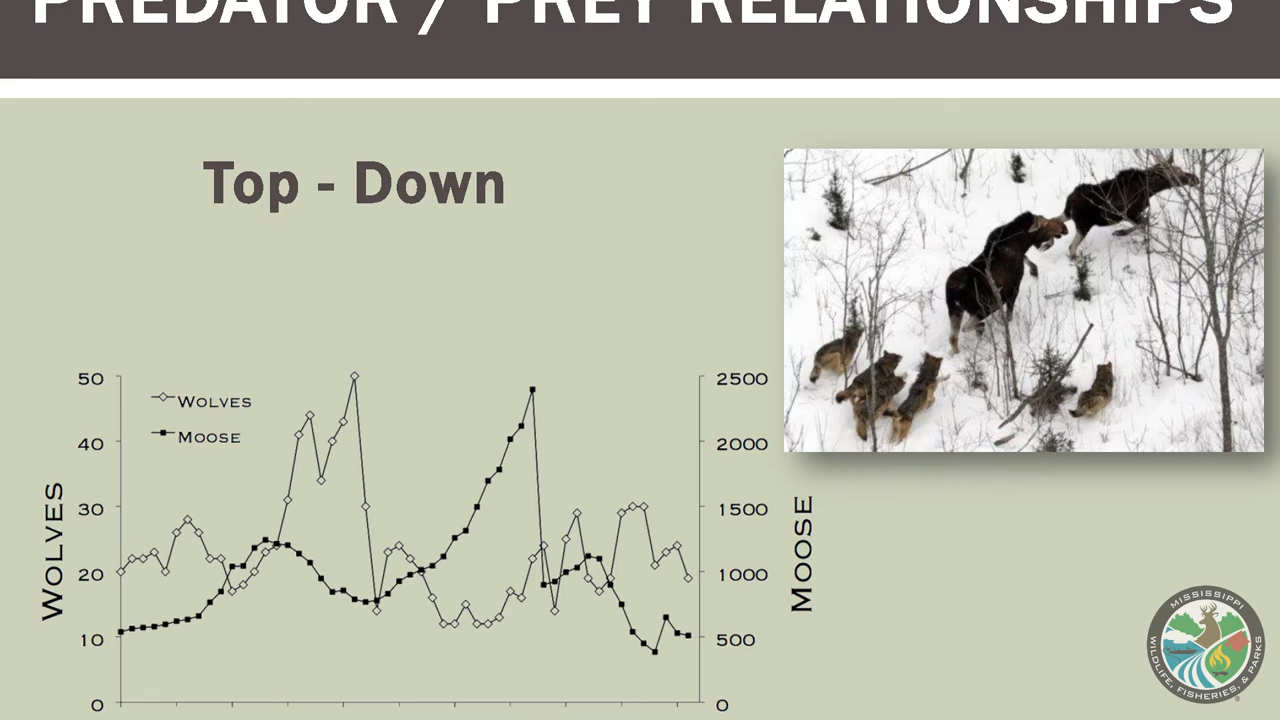 PREDATOR / PREY RELATIONSHIPS
Top - Down
50
40
30
20
10
0
WOLVES
WOLVES
MOOSE
2500
2000
1500
1000
500
0
MOOSE
MISSISSIPPI
WILDLIFE, FISHERIES, & PARKS